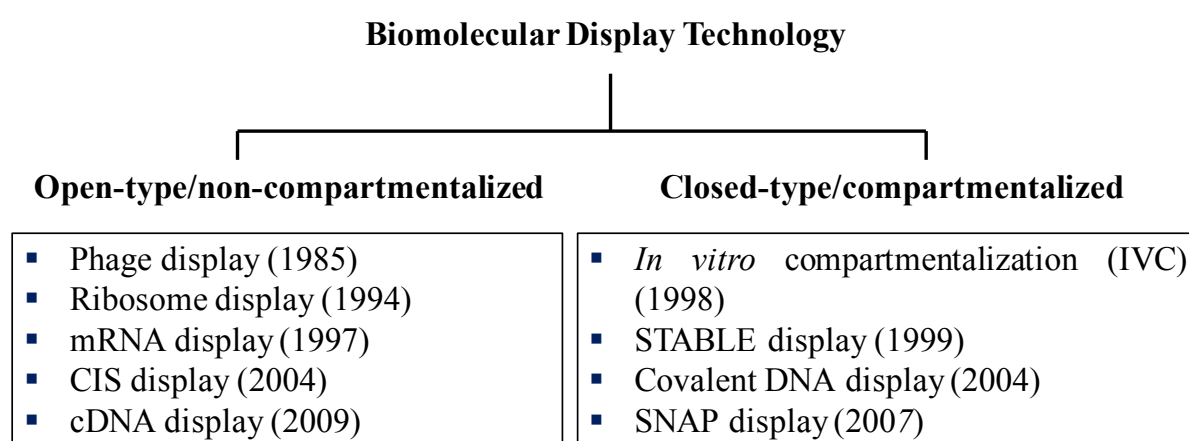 Biomolecular Display Technology
Open-type/non-compartmentalized
▪ Phage display (1985)
▪ Ribosome display (1994)
▪ mRNA display (1997)
▪ CIS display (2004)
▪ cDNA display (2009)
Closed-type/compartmentalized
▪ In vitro compartmentalization (IVC)
(1998)
▪ STABLE display (1999)
▪ Covalent DNA display (2004)
▪ SNAP display (2007)